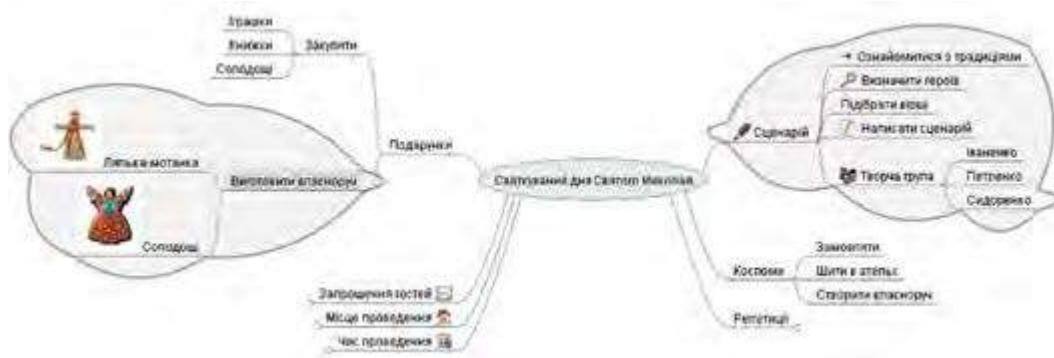 Іграшки
Книжки
Солодощі
Закупити
Лялька мотанка
Солодощі
Виготовити власноруч
Подарунки
Святкування дня Святого Миколая
Запрошення гостей
Місце проведення
Час проведення
Сценарій
Ознайомитися з традиціями
Визначити героїв
Підібрати вірші
Написати сценарій
Творча група
Іваненко
Петренко
Сидоренко
Костюми
Замовляти
Шити в ательє
Створити власноруч
Репетиції